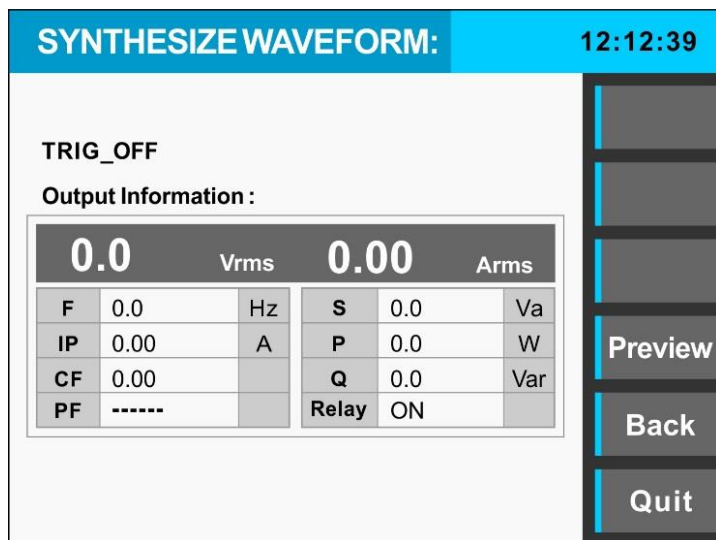 SYNTHESIZE WAVEFORM: 12:12:39
TRIG_OFF
Output Information :
0.0 Vrms 0.00 Arms
F 0.0 Hz S 0.0 Va
IP 0.00 A P 0.0 W
CF 0.00 Q 0.0 Var
PF ------ Relay ON
Preview
Back
Quit